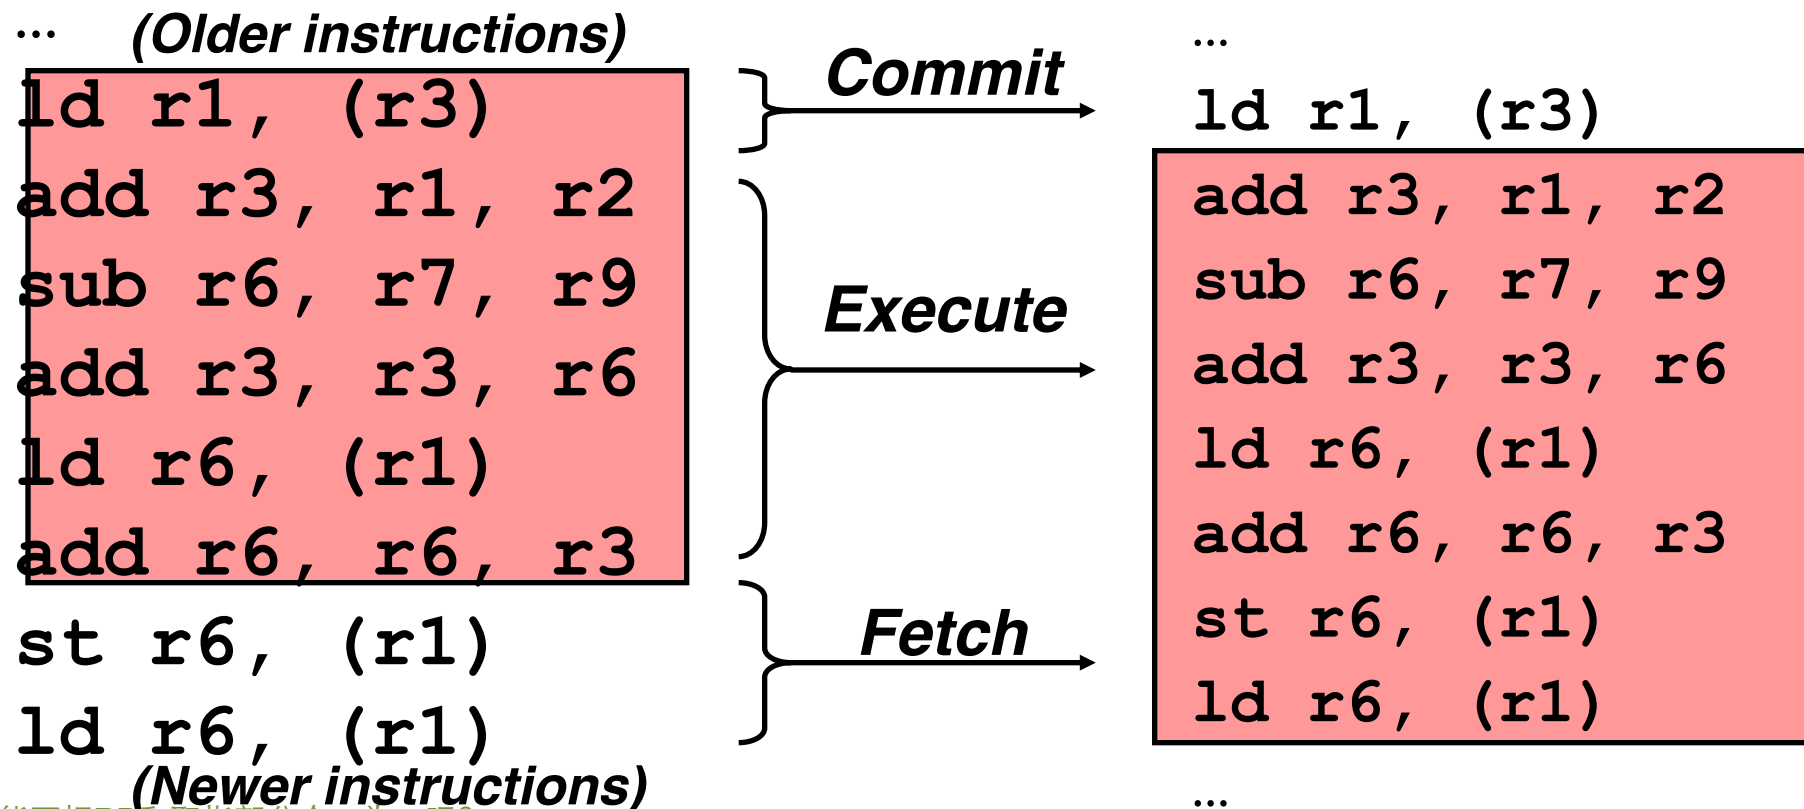 ... (Older instructions)
ld r1, (r3)
add r3, r1, r2
sub r6, r7, r9
add r3, r3, r6
ld r6, (r1)
add r6, r6, r3
st r6, (r1)
ld r6, (r1)
(Newer instructions)
Commit
Execute
Fetch
...
ld r1, (r3)
add r3, r1, r2
sub r6, r7, r9
add r3, r3, r6
ld r6, (r1)
add r6, r6, r3
st r6, (r1)
ld r6, (r1)
...